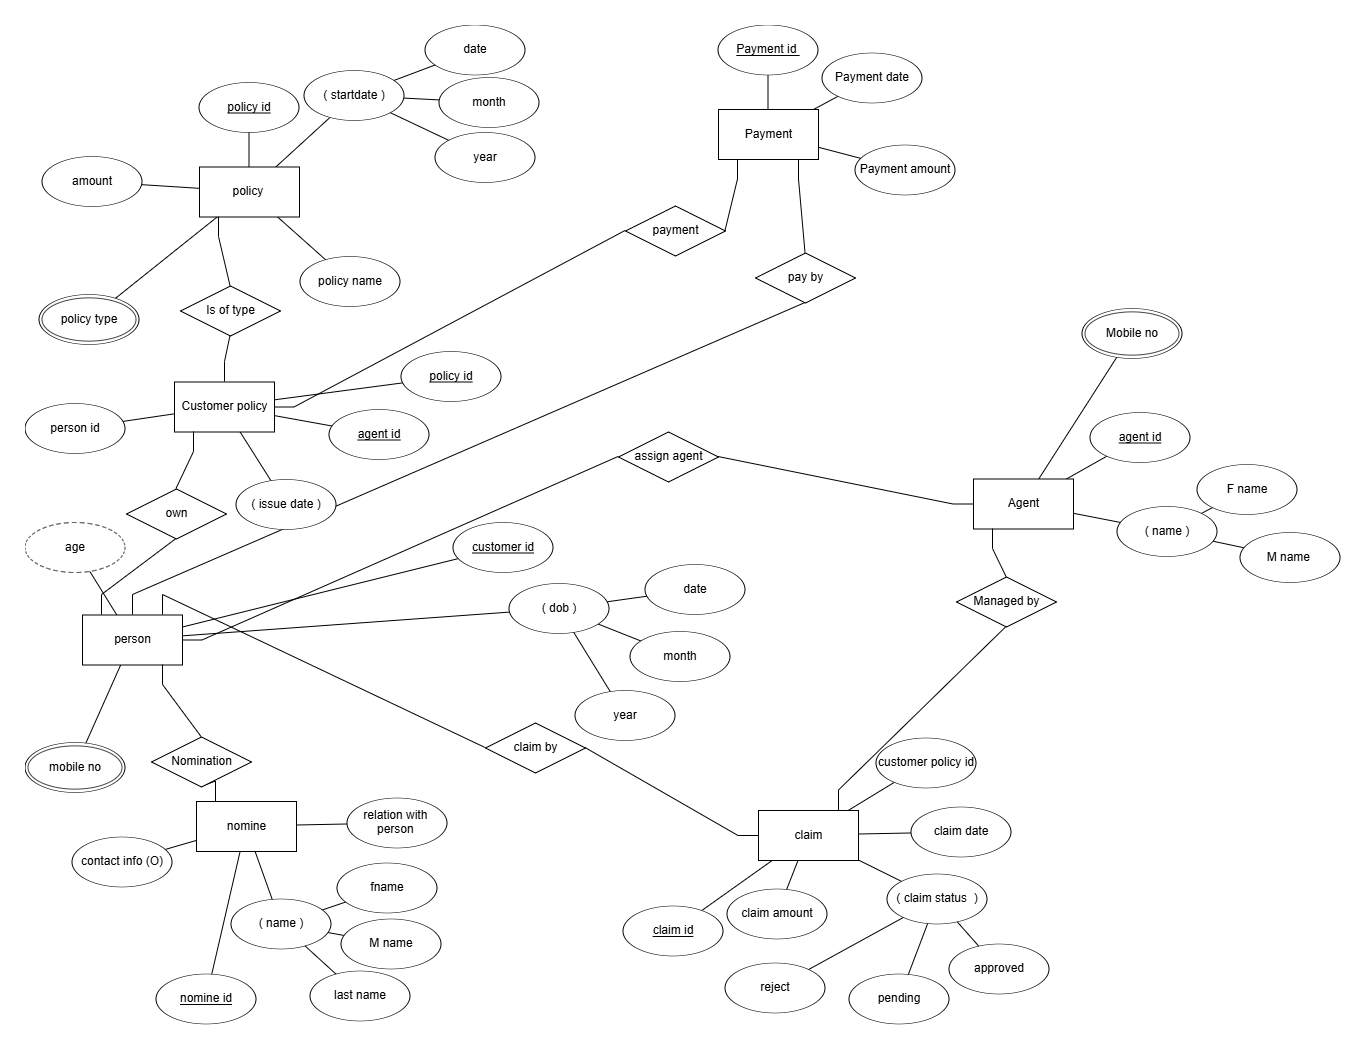 date
( startdate )
month
policy id
year
amount
policy
policy name
policy type
Is of type
Payment id
Payment date
Payment
Payment amount
payment
pay by
Customer policy
policy id
person id
agent id
( issue date )
own
age
assign agent
customer id
Mobile no
agent id
F name
Agent
( name )
M name
Managed by
person
( dob )
date
month
year
mobile no
Nomination
claim by
nomine
relation with
person
contact info (O)
fname
( name )
M name
last name
nomine id
customer policy id
claim
claim date
( claim status  )
claim amount
claim id
reject
pending
approved